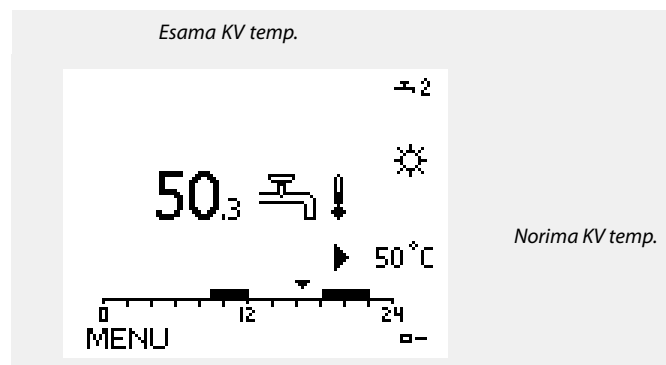 Esama KV temp.
2
50.3
50°C
Norima KV temp.
0 12 24
MENU